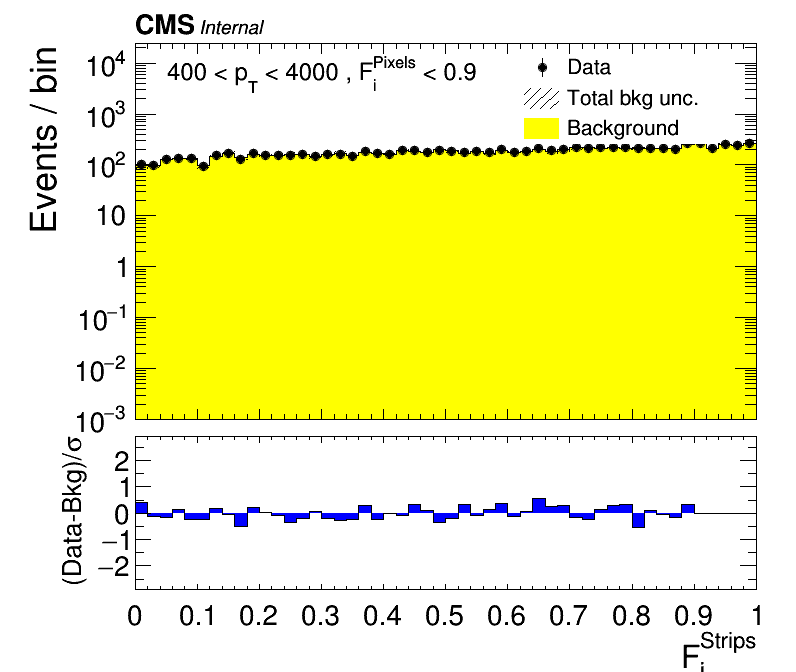 CMS Internal
400 < p_T < 4000 , F_i^Pixels < 0.9
Data
Total bkg unc.
Background
Events / bin
10^4
10^3
10^2
10
1
10^−1
10^−2
10^−3
(Data-Bkg)/σ
2
1
0
−1
−2
0 0.1 0.2 0.3 0.4 0.5 0.6 0.7 0.8 0.9 1
F_i^Strips